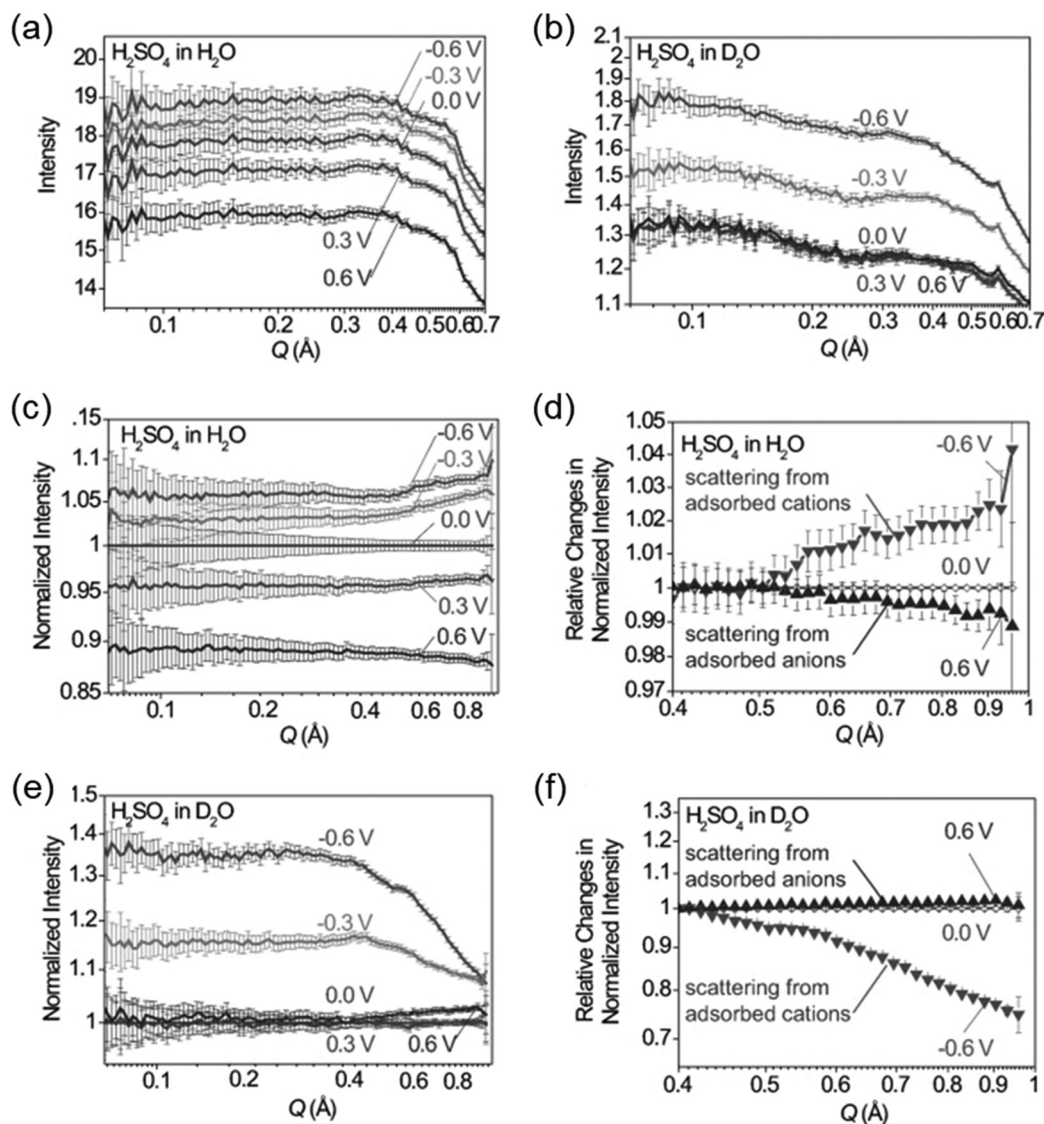 (a)
H2SO4 in H2O
-0.6 V
-0.3 V
0.0 V
0.3 V
0.6 V
Intensity
20
19
18
17
16
15
14
0.1
0.2
0.3
0.4
0.5
0.6
0.7
Q (Å)
(b)
H2SO4 in D2O
-0.6 V
-0.3 V
0.0 V
0.3 V
0.6 V
Intensity
2.1
2.0
1.8
1.7
1.6
1.5
1.3
1.2
1.1
0.1
0.2
0.3
0.4
0.5
0.6
0.7
Q (Å)
(c)
H2SO4 in H2O
-0.6 V
-0.3 V
0.0 V
0.3 V
0.6 V
Normalized Intensity
.15
1.1
1.05
1
0.95
0.9
0.85
0.1
0.2
0.4
0.6
0.8
Q (Å)
(d)
H2SO4 in H2O
-0.6 V
scattering from
adsorbed cations
0.0 V
scattering from
adsorbed anions
0.6 V
Relative Changes in
Normalized Intensity
1.05
1.04
1.03
1.02
1.01
1
0.99
0.98
0.97
0.4
0.5
0.6
0.7
0.8
0.9
1
Q (Å)
(e)
H2SO4 in D2O
-0.6 V
-0.3 V
0.0 V
0.3 V
0.6 V
Normalized Intensity
1.5
1.4
1.3
1.2
1.1
1
0.1
0.2
0.4
0.6
0.8
Q (Å)
(f)
H2SO4 in D2O
0.6 V
scattering from
adsorbed anions
0.0 V
scattering from
adsorbed cations
-0.6 V
Relative Changes in
Normalized Intensity
1.3
1.2
1.1
1
0.9
0.8
0.7
0.4
0.5
0.6
0.7
0.8
0.9
1
Q (Å)